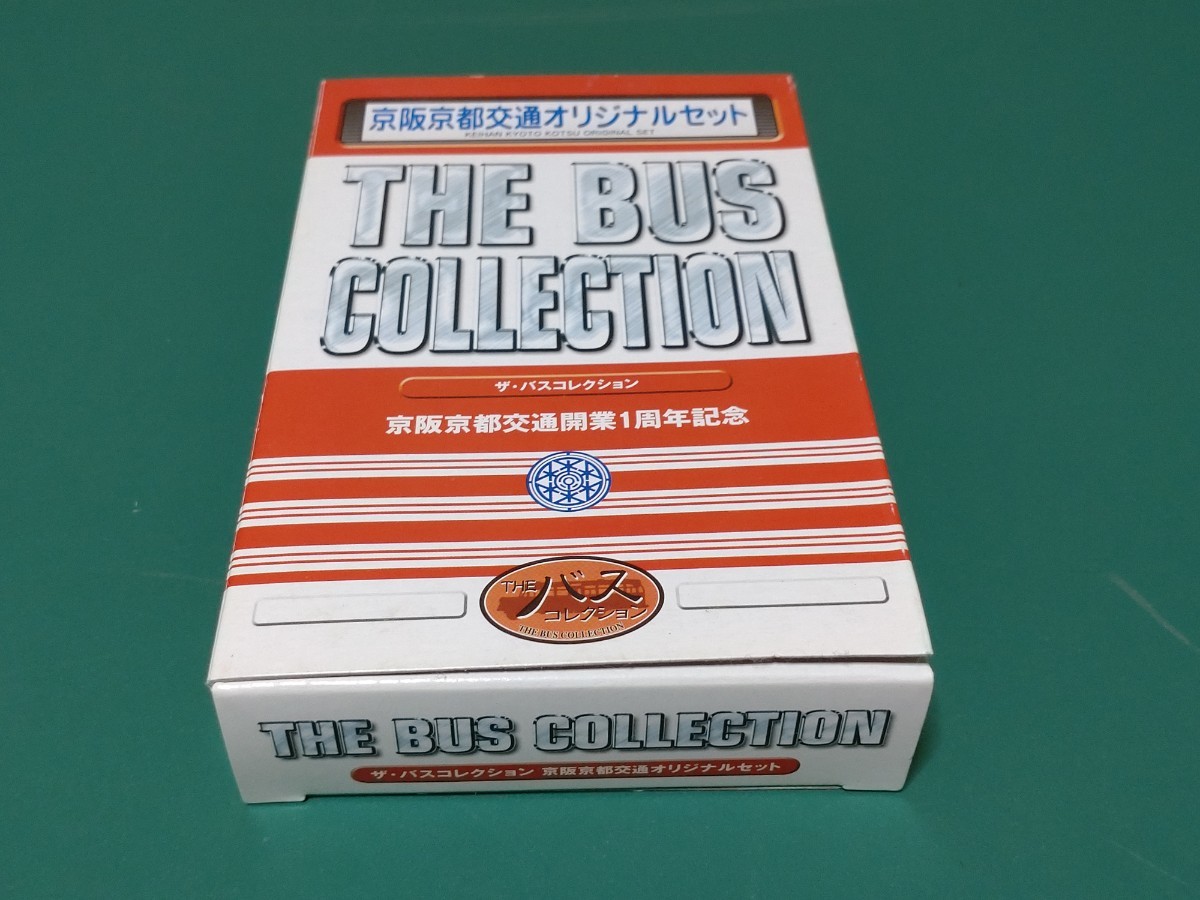 京阪京都交通オリジナルセット
KEIHAN KYOTO KOTSU ORIGINAL SET
THE BUS
COLLECTION
ザ・バスコレクション
京阪京都交通開業1周年記念
THE バス
コレクション
THE BUS COLLECTION
THE BUS COLLECTION
ザ・バスコレクション 京阪京都交通オリジナルセット